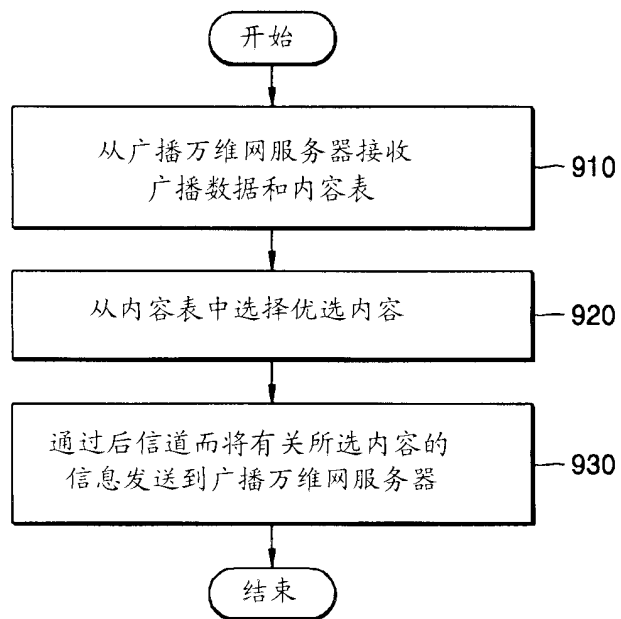 开始
从广播万维网服务器接收
广播数据和内容表
910
从内容表中选择优选内容
920
通过后信道而将有关所选内容的
信息发送到广播万维网服务器
930
结束